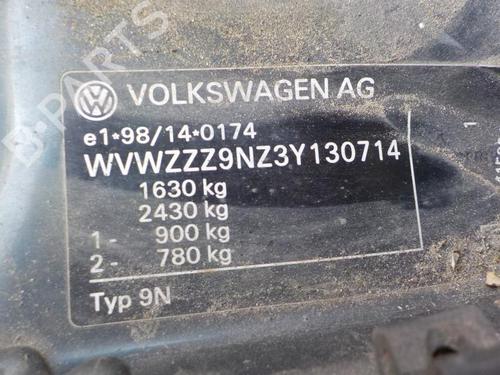 VOLKSWAGEN AG
e1*98/14*0174
WVWZZZ9NZ3Y130714
1630 kg
2430 kg
1- 900 kg
2- 780 kg
Typ 9N